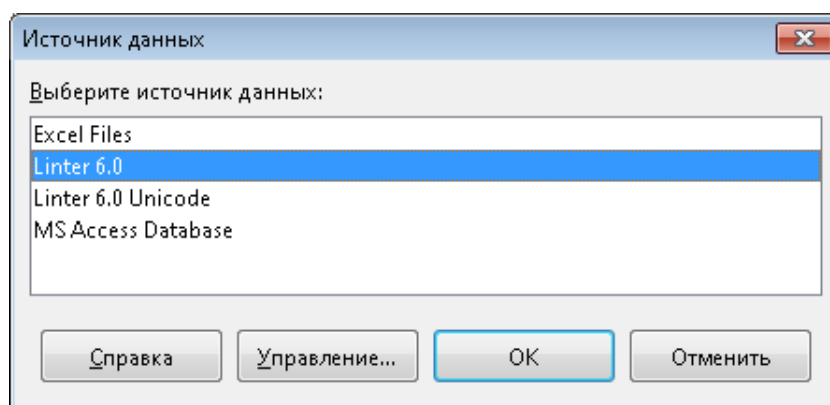 Источник данных
Выберите источник данных:
Excel Files
Linter 6.0
Linter 6.0 Unicode
MS Access Database
Справка Управление... OK Отменить